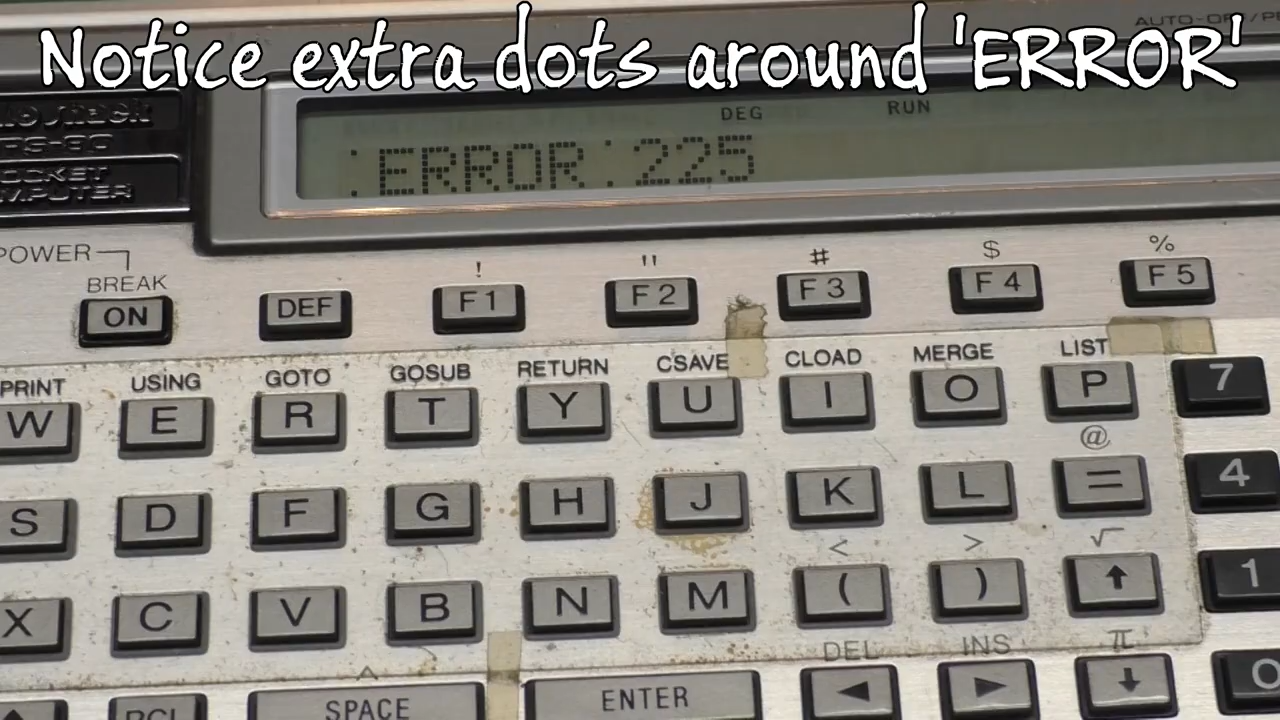 Notice extra dots around 'ERROR'
AUTO-OFF/
DEG RUN
:ERROR:225
POWER
BREAK
! " # $ %
ON DEF F1 F2 F3 F4 F5
PRINT USING GOTO GOSUB RETURN CSAVE CLOAD MERGE LIST
W E R T Y U I O P 7
@
S D F G H J K L = 4
< > √
X C V B N M ( ) ↑ 1
^ DEL INS π
SPACE ENTER ◀ ▶ ↓ 0